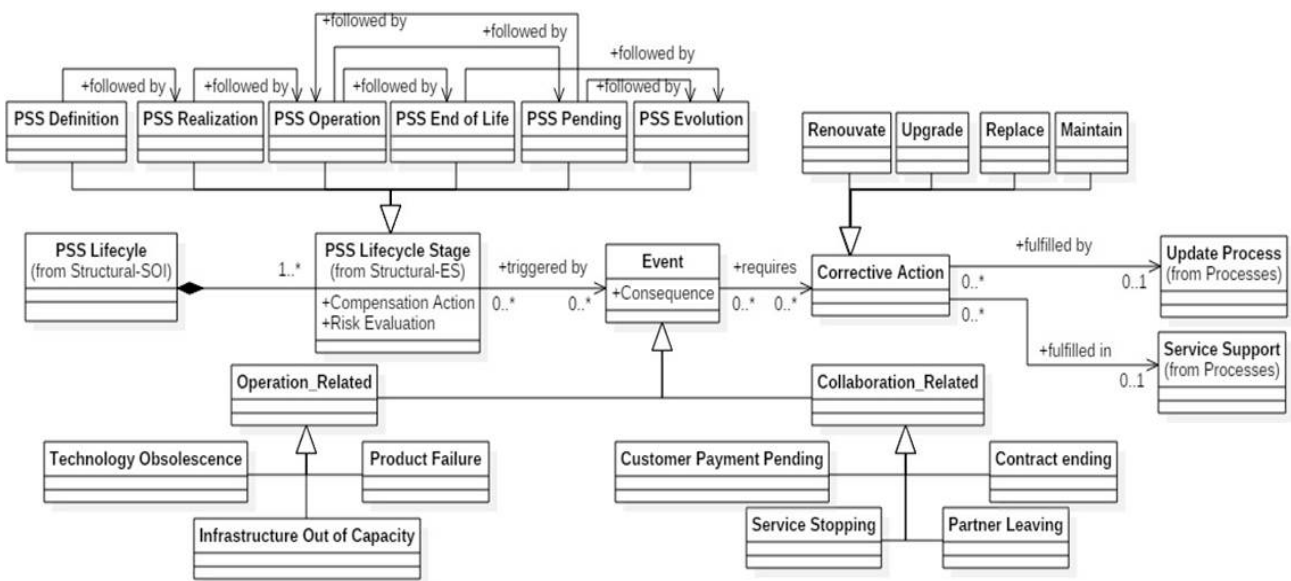 +followed by
+followed by
+followed by
+followed by +followed by +followed by +followed by
PSS Definition PSS Realization PSS Operation PSS End of Life PSS Pending PSS Evolution
Renouvate Upgrade Replace Maintain
PSS Lifecyle
(from Structural-SOI)
1..*
PSS Lifecycle Stage
(from Structural-ES)
+Compensation Action
+Risk Evaluation
+triggered by
0..* 0..*
Event
+Consequence
+requires
0..* 0..*
Corrective Action
+fulfilled by
0..* 0..1
Update Process
(from Processes)
0..*
+fulfilled in
0..1
Service Support
(from Processes)
Operation_Related
Collaboration_Related
Technology Obsolescence
Product Failure
Infrastructure Out of Capacity
Customer Payment Pending
Contract ending
Service Stopping
Partner Leaving